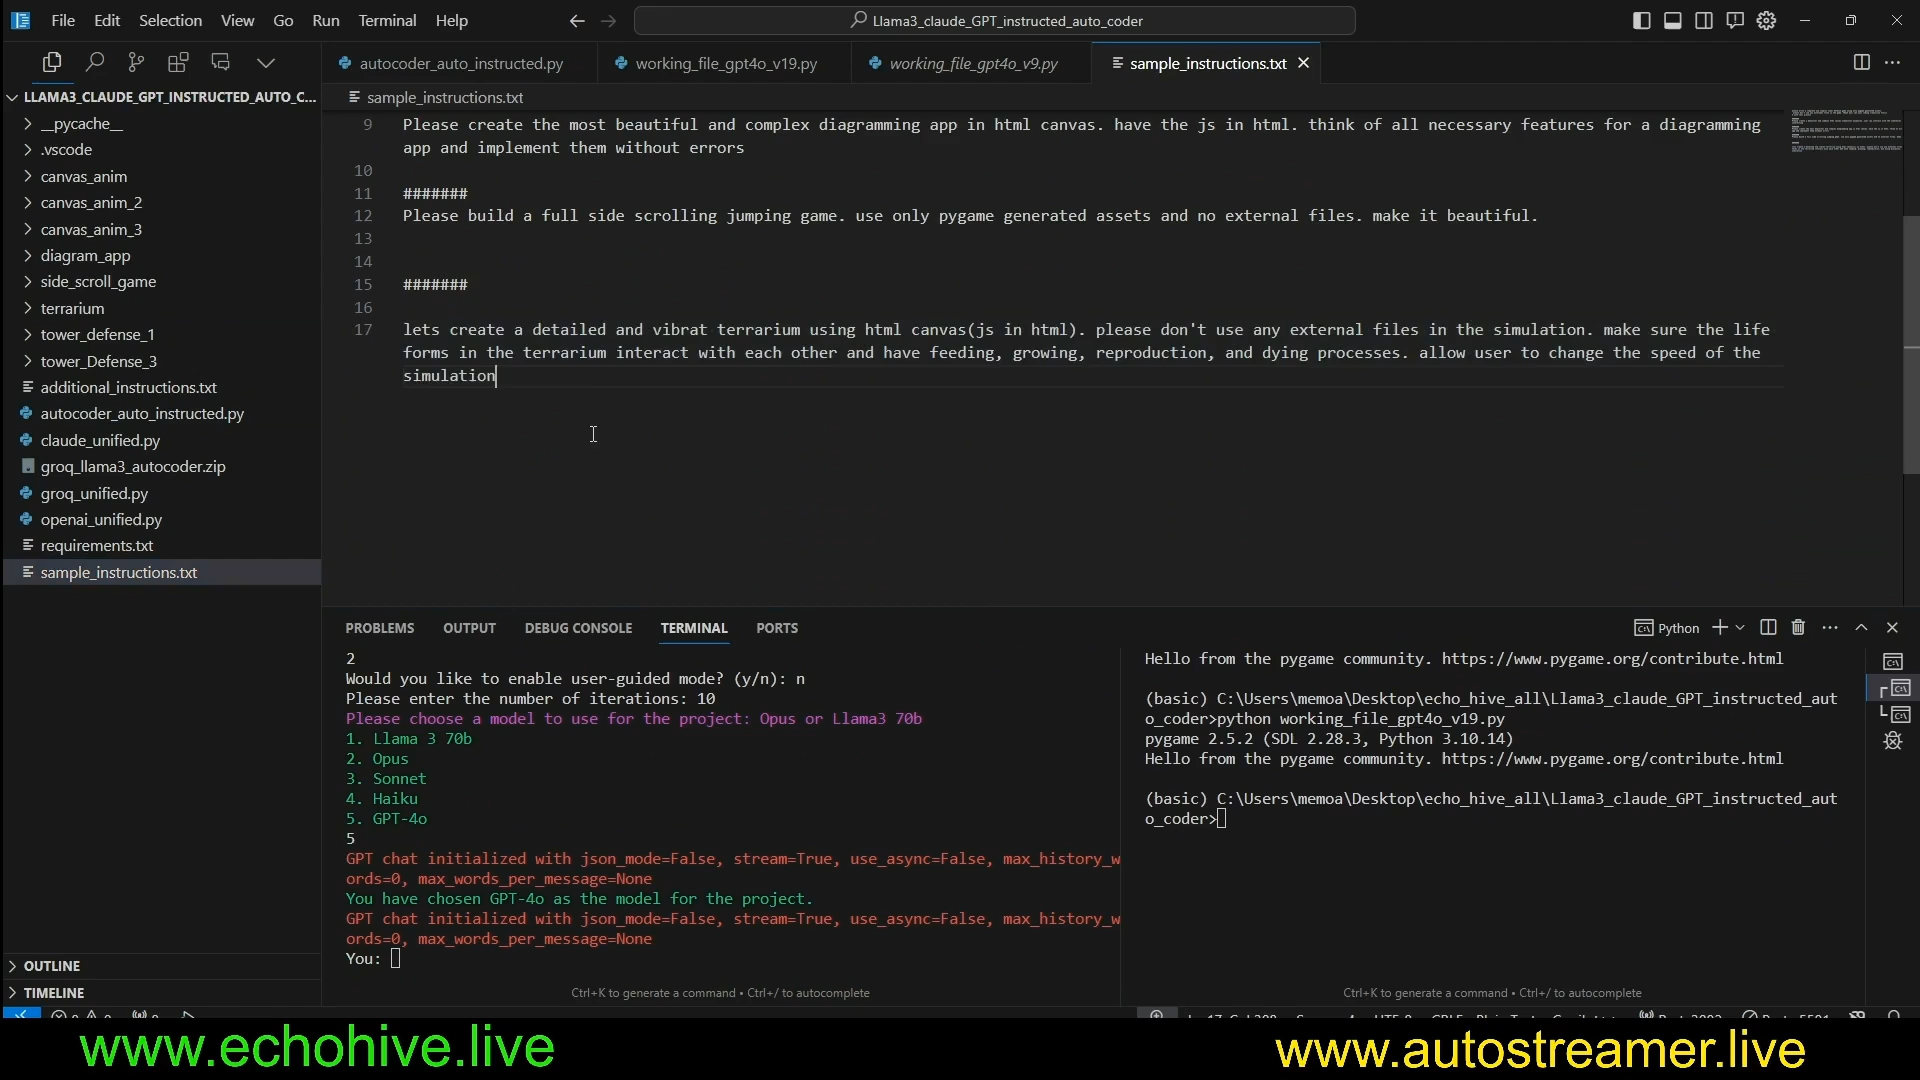 File Edit Selection View Go Run Terminal Help
Llama3_claude_GPT_instructed_auto_coder
autocoder_auto_instructed.py working_file_gpt4o_v19.py working_file_gpt4o_v9.py sample_instructions.txt
LLAMA3_CLAUDE_GPT_INSTRUCTED_AUTO_C...
__pycache__
.vscode
canvas_anim
canvas_anim_2
canvas_anim_3
diagram_app
side_scroll_game
terrarium
tower_defense_1
tower_Defense_3
additional_instructions.txt
autocoder_auto_instructed.py
claude_unified.py
groq_llama3_autocoder.zip
groq_unified.py
openai_unified.py
requirements.txt
sample_instructions.txt
OUTLINE
TIMELINE
sample_instructions.txt
9 Please create the most beautiful and complex diagramming app in html canvas. have the js in html. think of all necessary features for a diagramming
app and implement them without errors
10
11 #######
12 Please build a full side scrolling jumping game. use only pygame generated assets and no external files. make it beautiful.
13
14
15 #######
16
17 lets create a detailed and vibrat terrarium using html canvas(js in html). please don't use any external files in the simulation. make sure the life
forms in the terrarium interact with each other and have feeding, growing, reproduction, and dying processes. allow user to change the speed of the
simulation
PROBLEMS OUTPUT DEBUG CONSOLE TERMINAL PORTS
Python
2
Would you like to enable user-guided mode? (y/n): n
Please enter the number of iterations: 10
Please choose a model to use for the project: Opus or Llama3 70b
1. Llama 3 70b
2. Opus
3. Sonnet
4. Haiku
5. GPT-4o
5
GPT chat initialized with json_mode=False, stream=True, use_async=False, max_history_w
ords=0, max_words_per_message=None
You have chosen GPT-4o as the model for the project.
GPT chat initialized with json_mode=False, stream=True, use_async=False, max_history_w
ords=0, max_words_per_message=None
You:
Ctrl+K to generate a command • Ctrl+/ to autocomplete
Hello from the pygame community. https://www.pygame.org/contribute.html
(basic) C:\Users\memoa\Desktop\echo_hive_all\Llama3_claude_GPT_instructed_aut
o_coder>python working_file_gpt4o_v19.py
pygame 2.5.2 (SDL 2.28.3, Python 3.10.14)
Hello from the pygame community. https://www.pygame.org/contribute.html
(basic) C:\Users\memoa\Desktop\echo_hive_all\Llama3_claude_GPT_instructed_aut
o_coder>
Ctrl+K to generate a command • Ctrl+/ to autocomplete
www.echohive.live
www.autostreamer.live